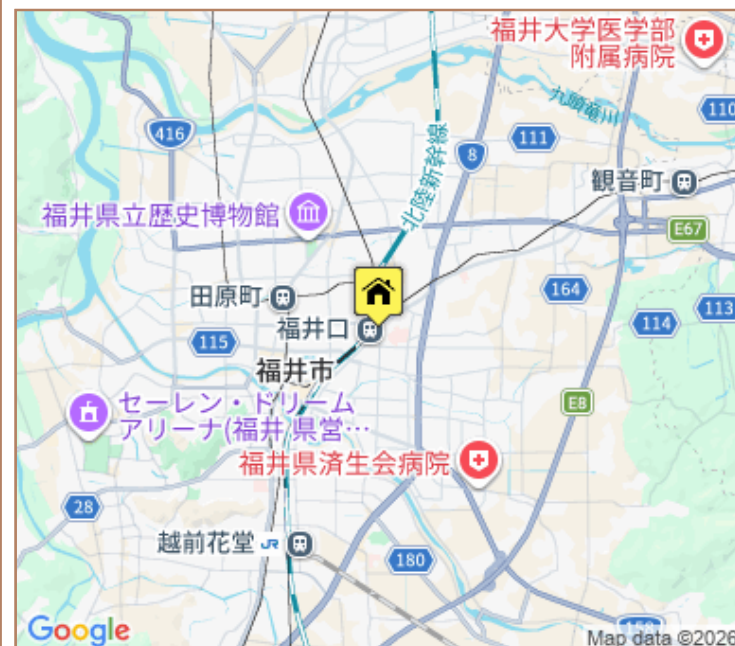 福井大学医学部
附属病院
九頭竜川
110
416
111
北陸新幹線
8
観音町
福井県立歴史博物館
E67
田原町
164
福井口
113
115
114
福井市
セーレン・ドリーム
アリーナ(福井 県営…
E8
福井県済生会病院
28
越前花堂
JR
180
158
Google
Map data ©2026